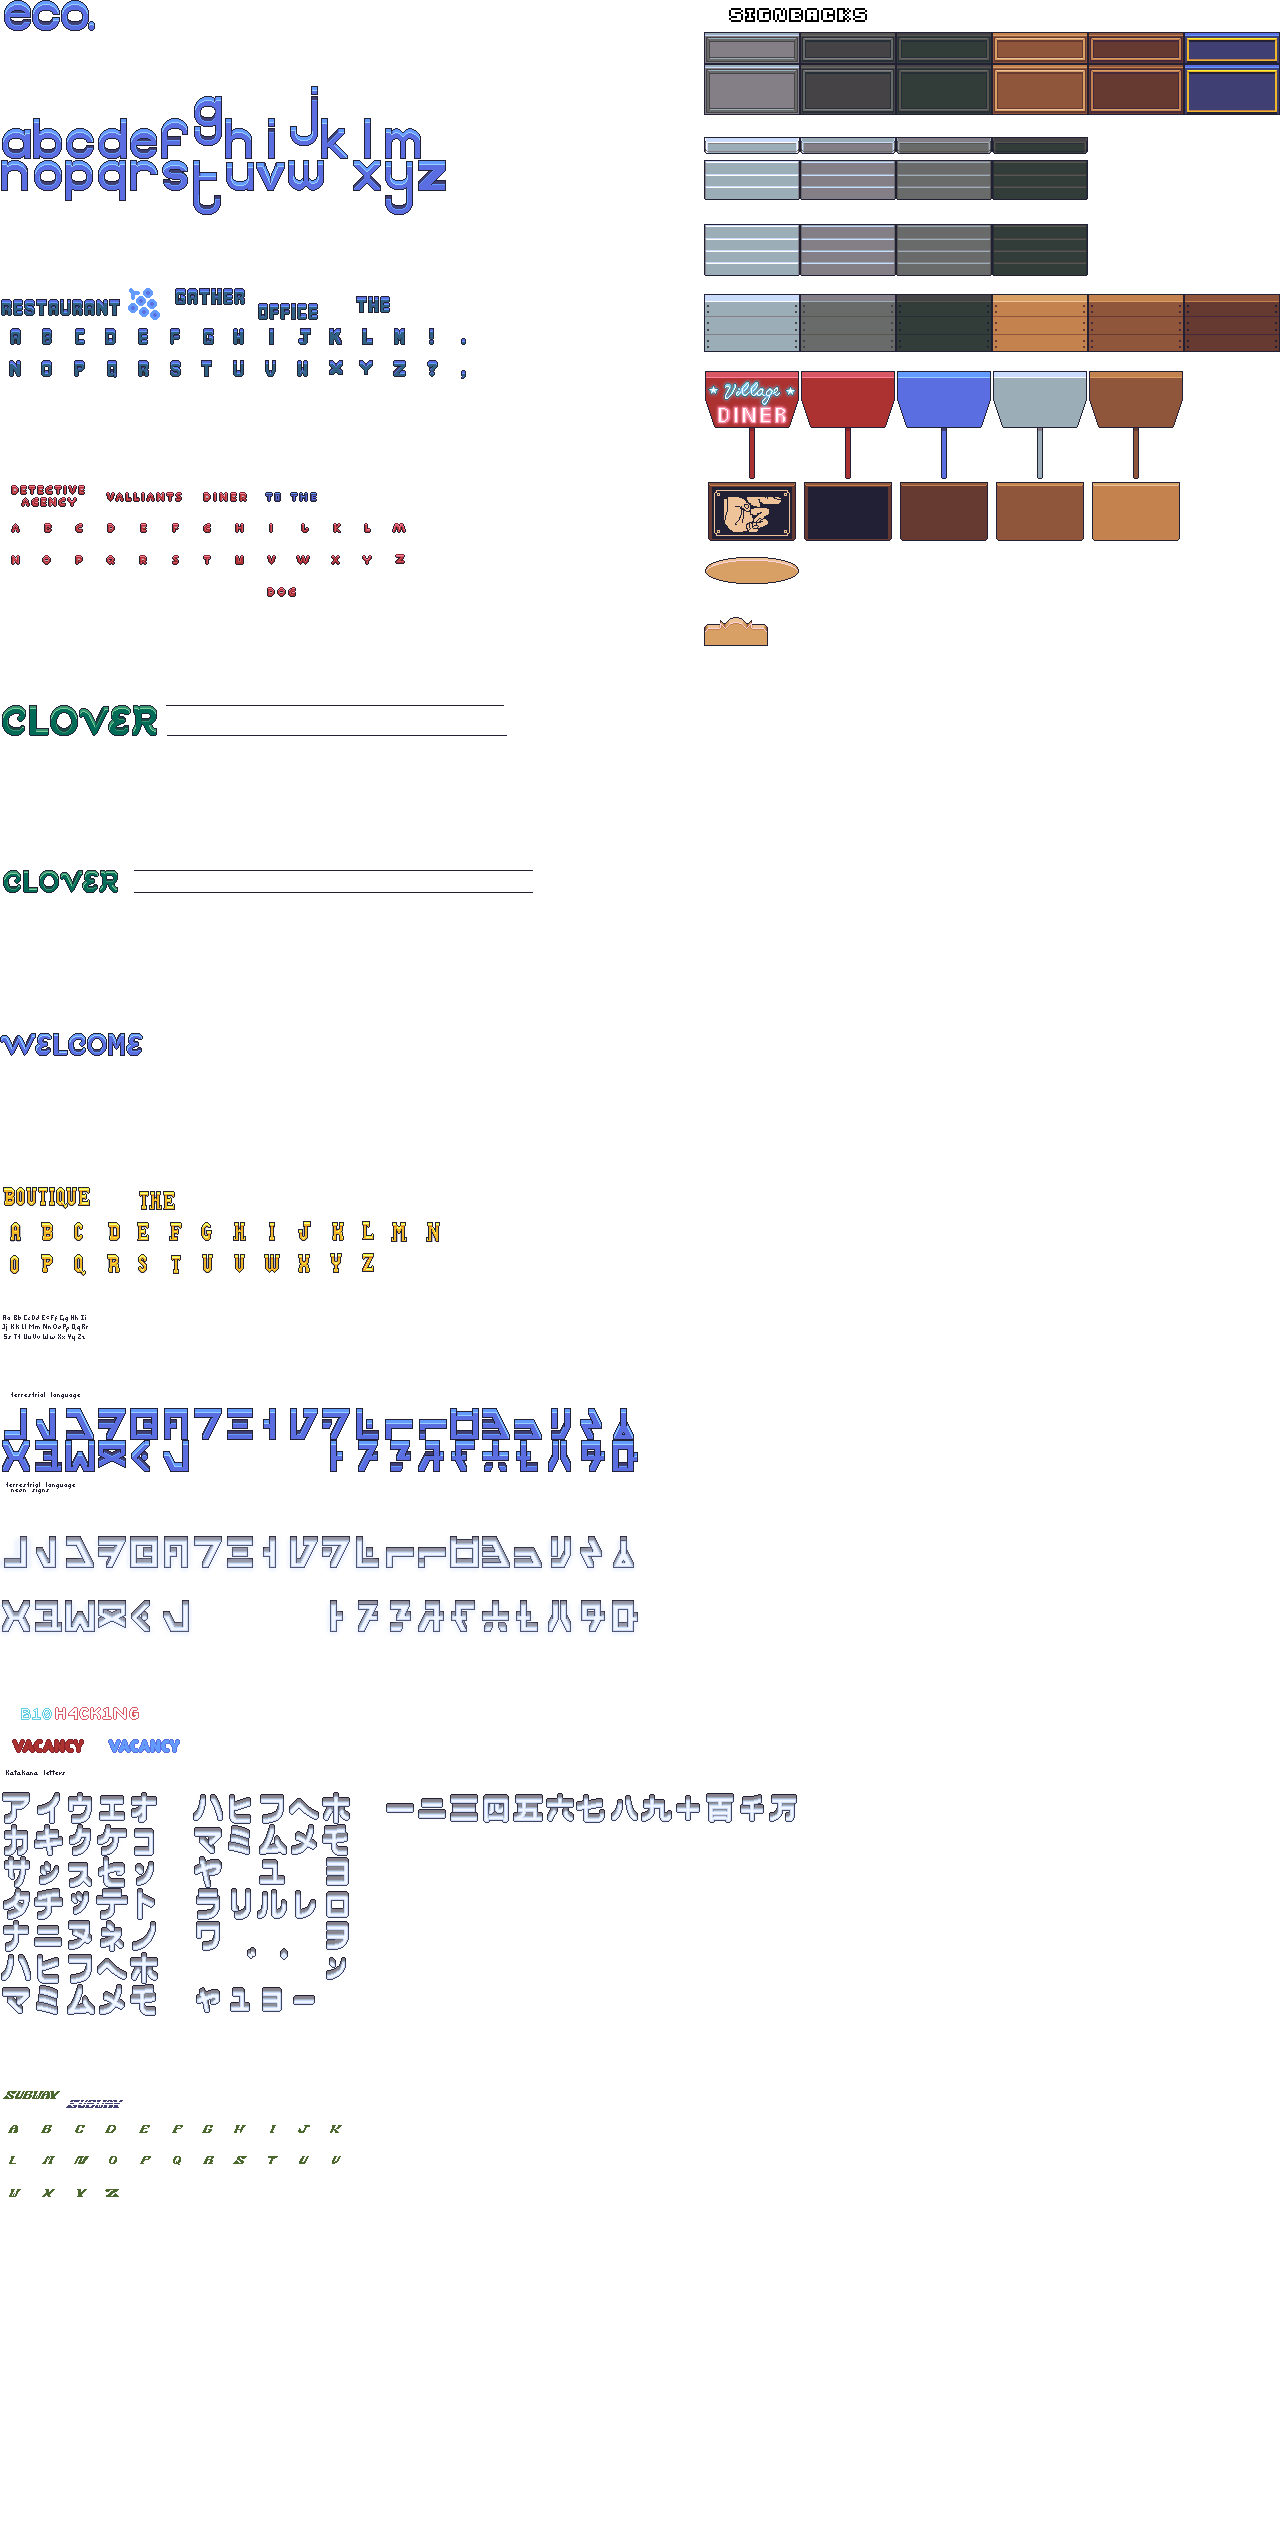 eco.
SIGNBACKS
abcdefghijklm
nopqrstuvwxyz
RESTAURANT GATHER OFFICE THE
A B C D E F G H I J K L M ! .
N O P Q R S T U V W X Y Z ? ,
Village
DINER
DETECTIVE
AGENCY
VALLIANTS DINER TO THE
A B C D E F G H I J K L M
N O P Q R S T U V W X Y Z
DOG
CLOVER
CLOVER
WELCOME
BOUTIQUE THE
A B C D E F G H I J K L M N
O P Q R S T U V W X Y Z
Aa Bb Cc Dd Ee Ff Gg Hh Ii
Jj Kk Ll Mm Nn Oo Pp Qq Rr
Ss Tt Uu Vv Ww Xx Yy Zz
terrestrial language
terrestrial language
neon signs
B10H4CK1NG
VACANCY VACANCY
Katakana letters
アイウエオ ハヒフヘホ 一二三四五六七八九十百千万
カキクケコ マミムメモ
サシスセソ ヤ ユ ヨ
タチツテト ラリルレロ
ナニヌネノ ワ ヲ
ハヒフヘホ ン
マミムメモ ャュョー
SUBWAY SUBWAY
A B C D E F G H I J K
L M N O P Q R S T U V
W X Y Z